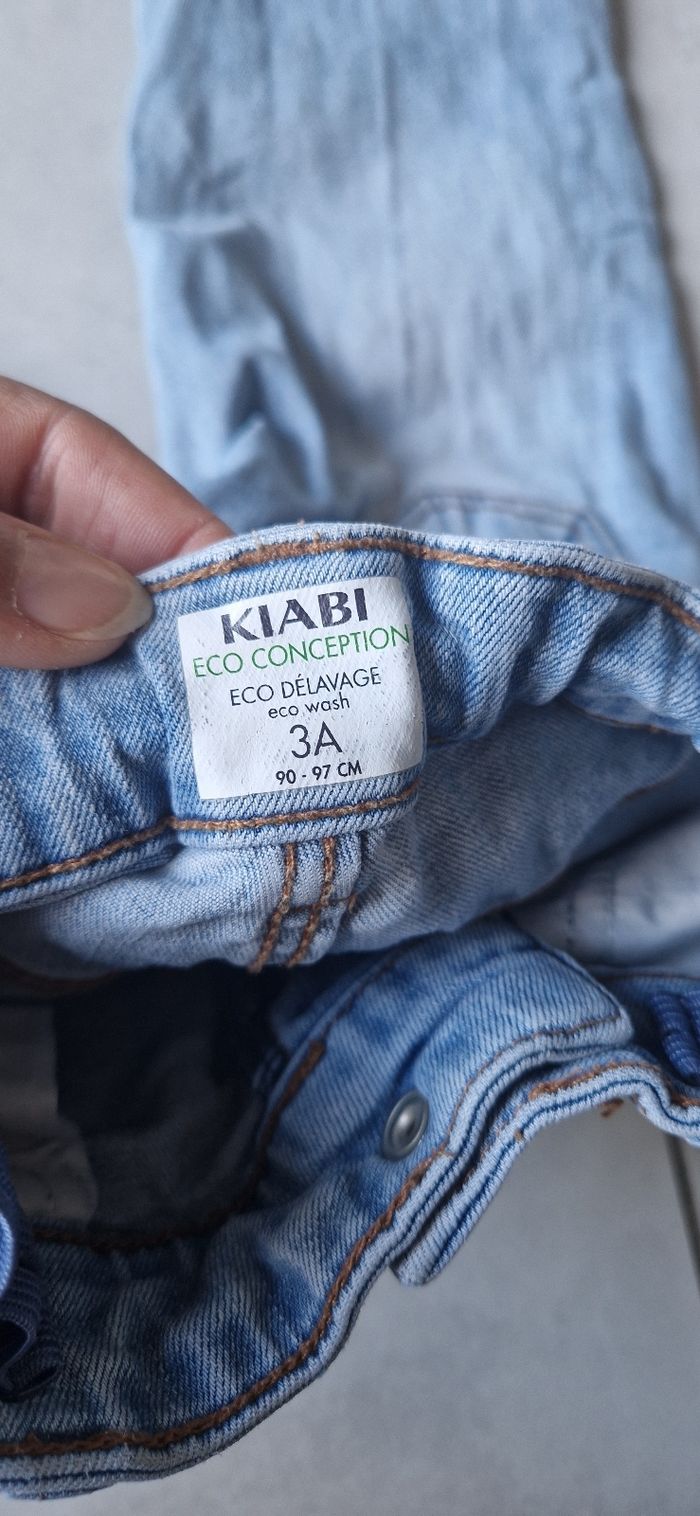 KIABI
ECO CONCEPTION
ECO DÉLAVAGE
eco wash
3A
90 - 97 CM